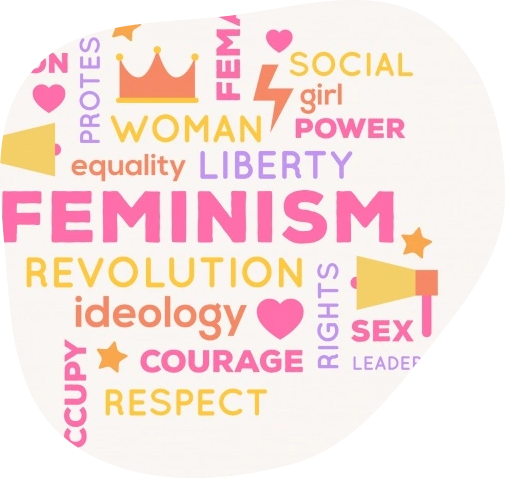 ON
PROTES
FEMA
SOCIAL
girl
WOMAN
POWER
equality
LIBERTY
FEMINISM
REVOLUTION
ideology
RIGHTS
SEX
COURAGE
LEADER
CCUPY
RESPECT